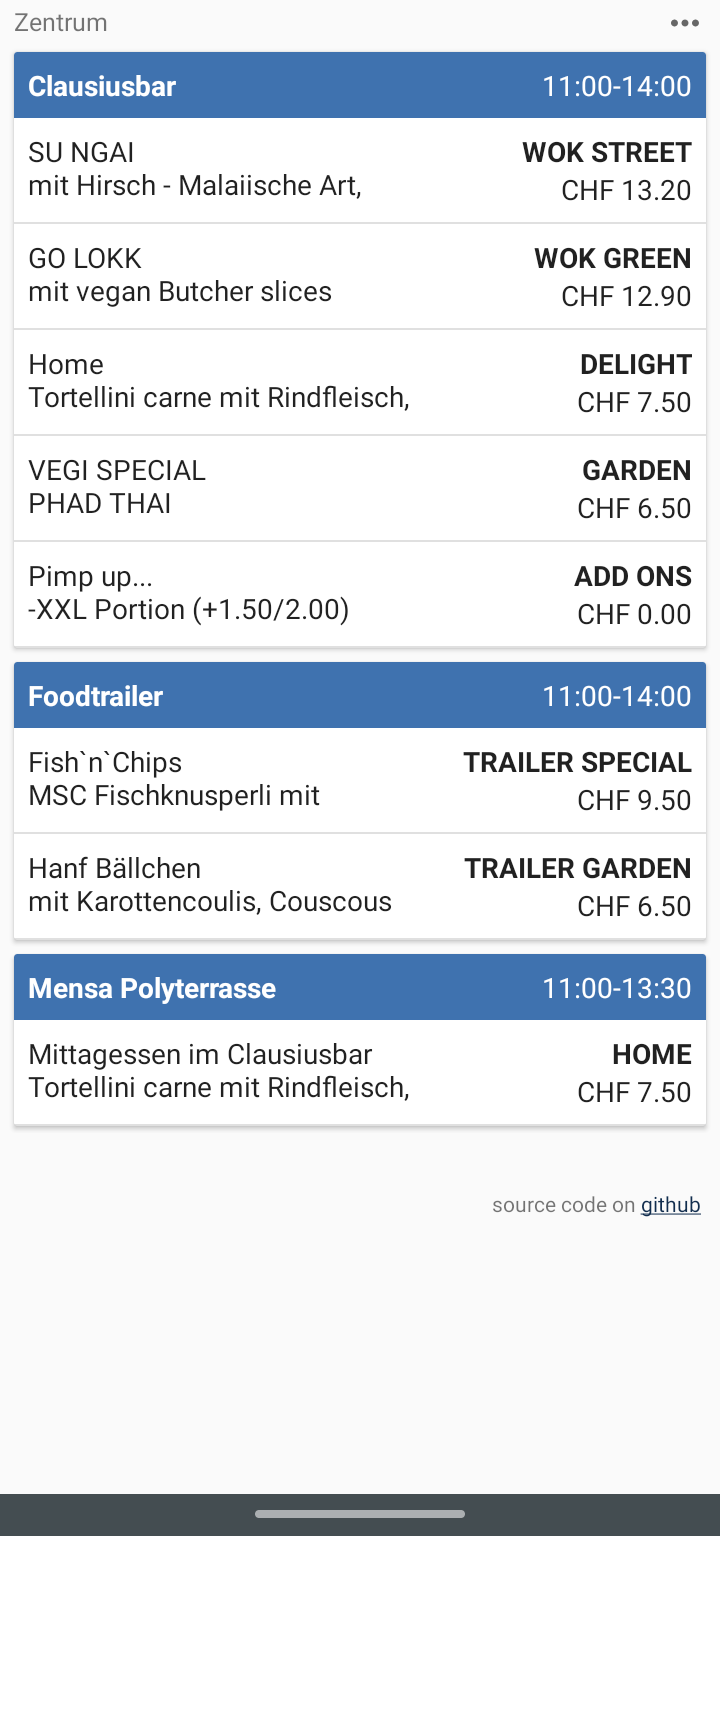 Zentrum
Clausiusbar 11:00-14:00
SU NGAI WOK STREET
mit Hirsch - Malaiische Art, CHF 13.20
GO LOKK WOK GREEN
mit vegan Butcher slices CHF 12.90
Home DELIGHT
Tortellini carne mit Rindfleisch, CHF 7.50
VEGI SPECIAL GARDEN
PHAD THAI CHF 6.50
Pimp up... ADD ONS
-XXL Portion (+1.50/2.00) CHF 0.00
Foodtrailer 11:00-14:00
Fish`n`Chips TRAILER SPECIAL
MSC Fischknusperli mit CHF 9.50
Hanf Bällchen TRAILER GARDEN
mit Karottencoulis, Couscous CHF 6.50
Mensa Polyterrasse 11:00-13:30
Mittagessen im Clausiusbar HOME
Tortellini carne mit Rindfleisch, CHF 7.50
source code on github